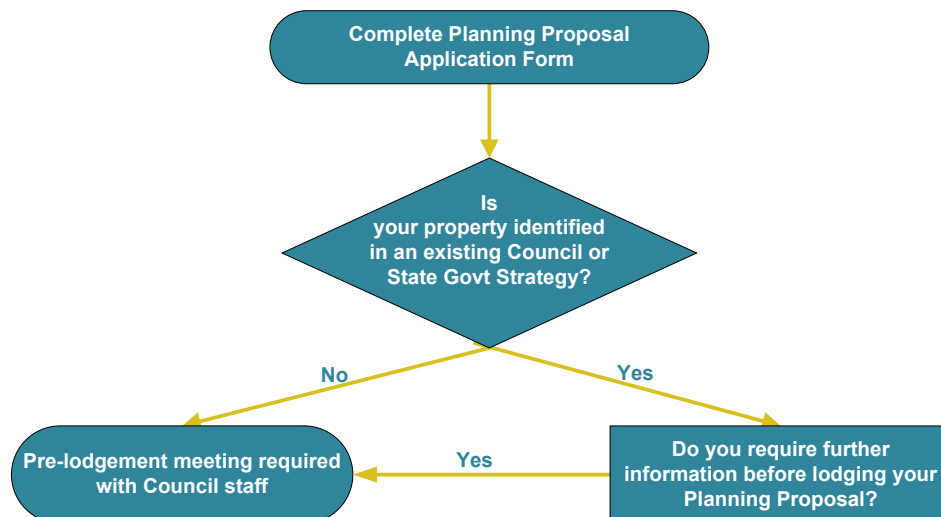 Complete Planning Proposal
Application Form
Is
your property identified
in an existing Council or
State Govt Strategy?
No
Yes
Pre-lodgement meeting required
with Council staff
Yes
Do you require further
information before lodging your
Planning Proposal?